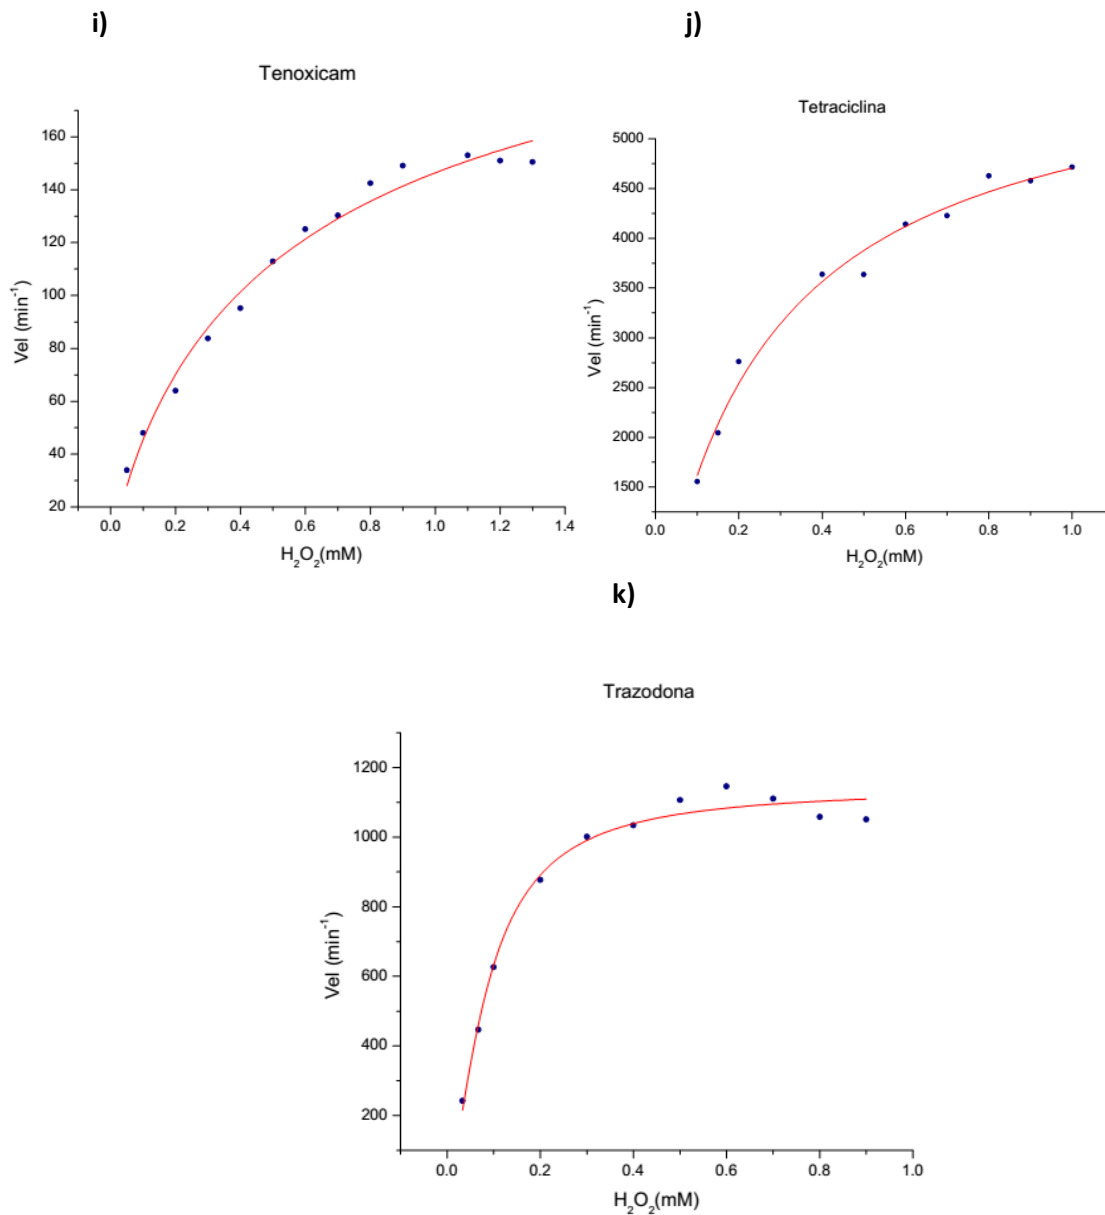 i)
Tenoxicam
160
140
120
100
80
60
40
20
Vel (min⁻¹)
0.0 0.2 0.4 0.6 0.8 1.0 1.2 1.4
H₂O₂(mM)
j)
Tetraciclina
5000
4500
4000
3500
3000
2500
2000
1500
Vel (min⁻¹)
0.0 0.2 0.4 0.6 0.8 1.0
H₂O₂(mM)
k)
Trazodona
1200
1000
800
600
400
200
Vel (min⁻¹)
0.0 0.2 0.4 0.6 0.8 1.0
H₂O₂(mM)